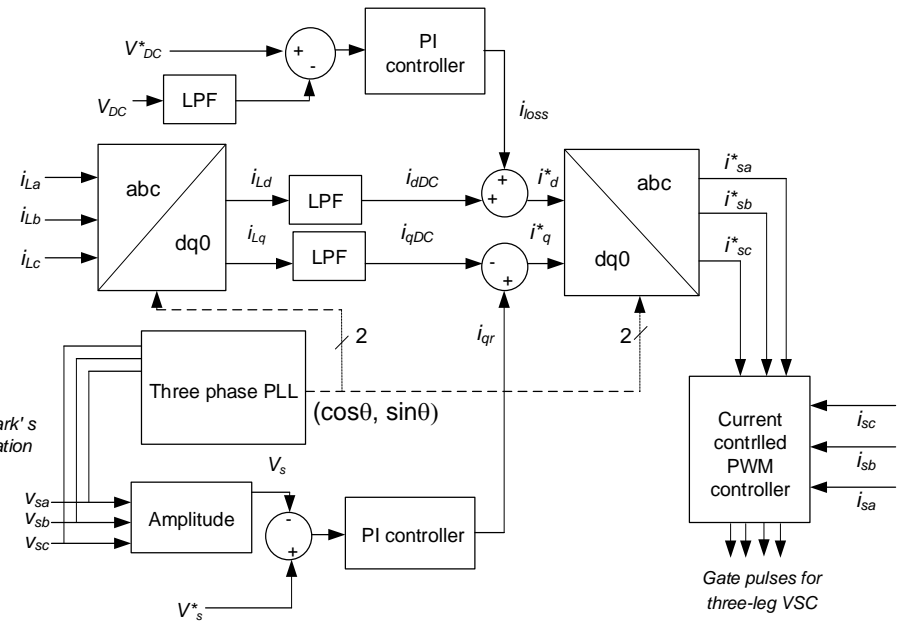 V*DC
+
-
PI
controller
VDC
LPF
iloss
iLa
iLb
iLc
abc
dq0
iLd
LPF
idDC
+
+
i*d
iLq
LPF
iqDC
-
+
i*q
abc
dq0
i*sa
i*sb
i*sc
2
iqr
2
Three phase PLL
(cosθ, sinθ)
ark' s
ation
Vs
vsa
vsb
vsc
Amplitude
-
+
PI controller
V*s
Current
contrlled
PWM
controller
isc
isb
isa
Gate pulses for
three-leg VSC